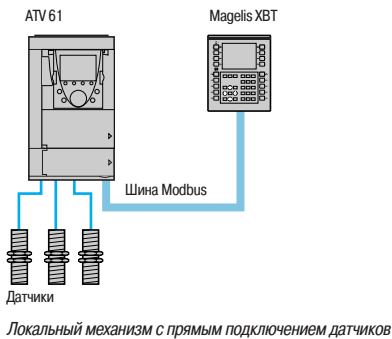 ATV 61
Magelis XBT
Шина Modbus
Датчики
Локальный механизм с прямым подключением датчиков